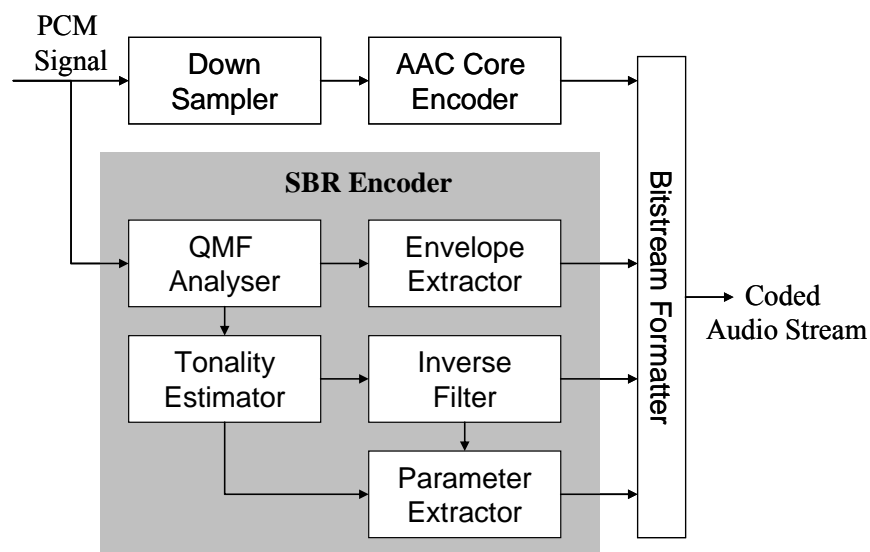 PCM
Signal
Down
Sampler
AAC Core
Encoder
SBR Encoder
QMF
Analyser
Envelope
Extractor
Tonality
Estimator
Inverse
Filter
Parameter
Extractor
Bitstream Formatter
Coded
Audio Stream